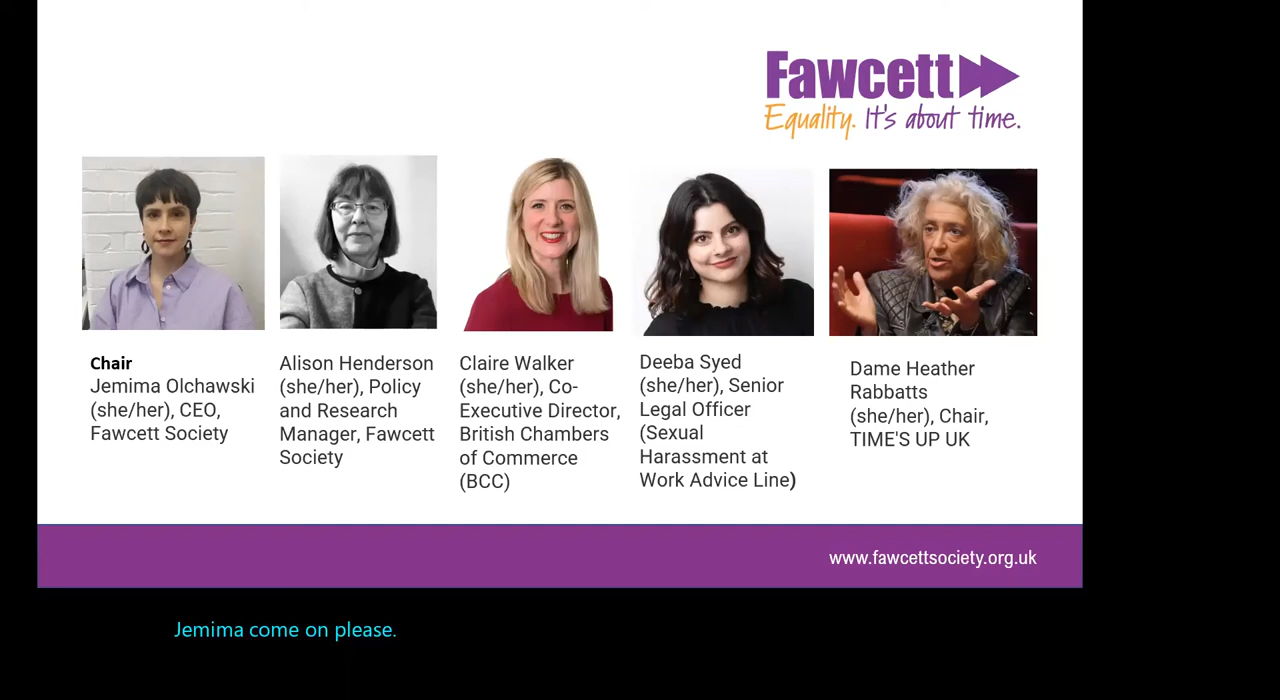 Fawcett
Equality. It's about time.
Chair
Jemima Olchawski
(she/her), CEO,
Fawcett Society
Alison Henderson
(she/her), Policy
and Research
Manager, Fawcett
Society
Claire Walker
(she/her), Co-
Executive Director,
British Chambers
of Commerce
(BCC)
Deeba Syed
(she/her), Senior
Legal Officer
(Sexual
Harassment at
Work Advice Line)
Dame Heather
Rabbatts
(she/her), Chair,
TIME'S UP UK
www.fawcettsociety.org.uk
Jemima come on please.